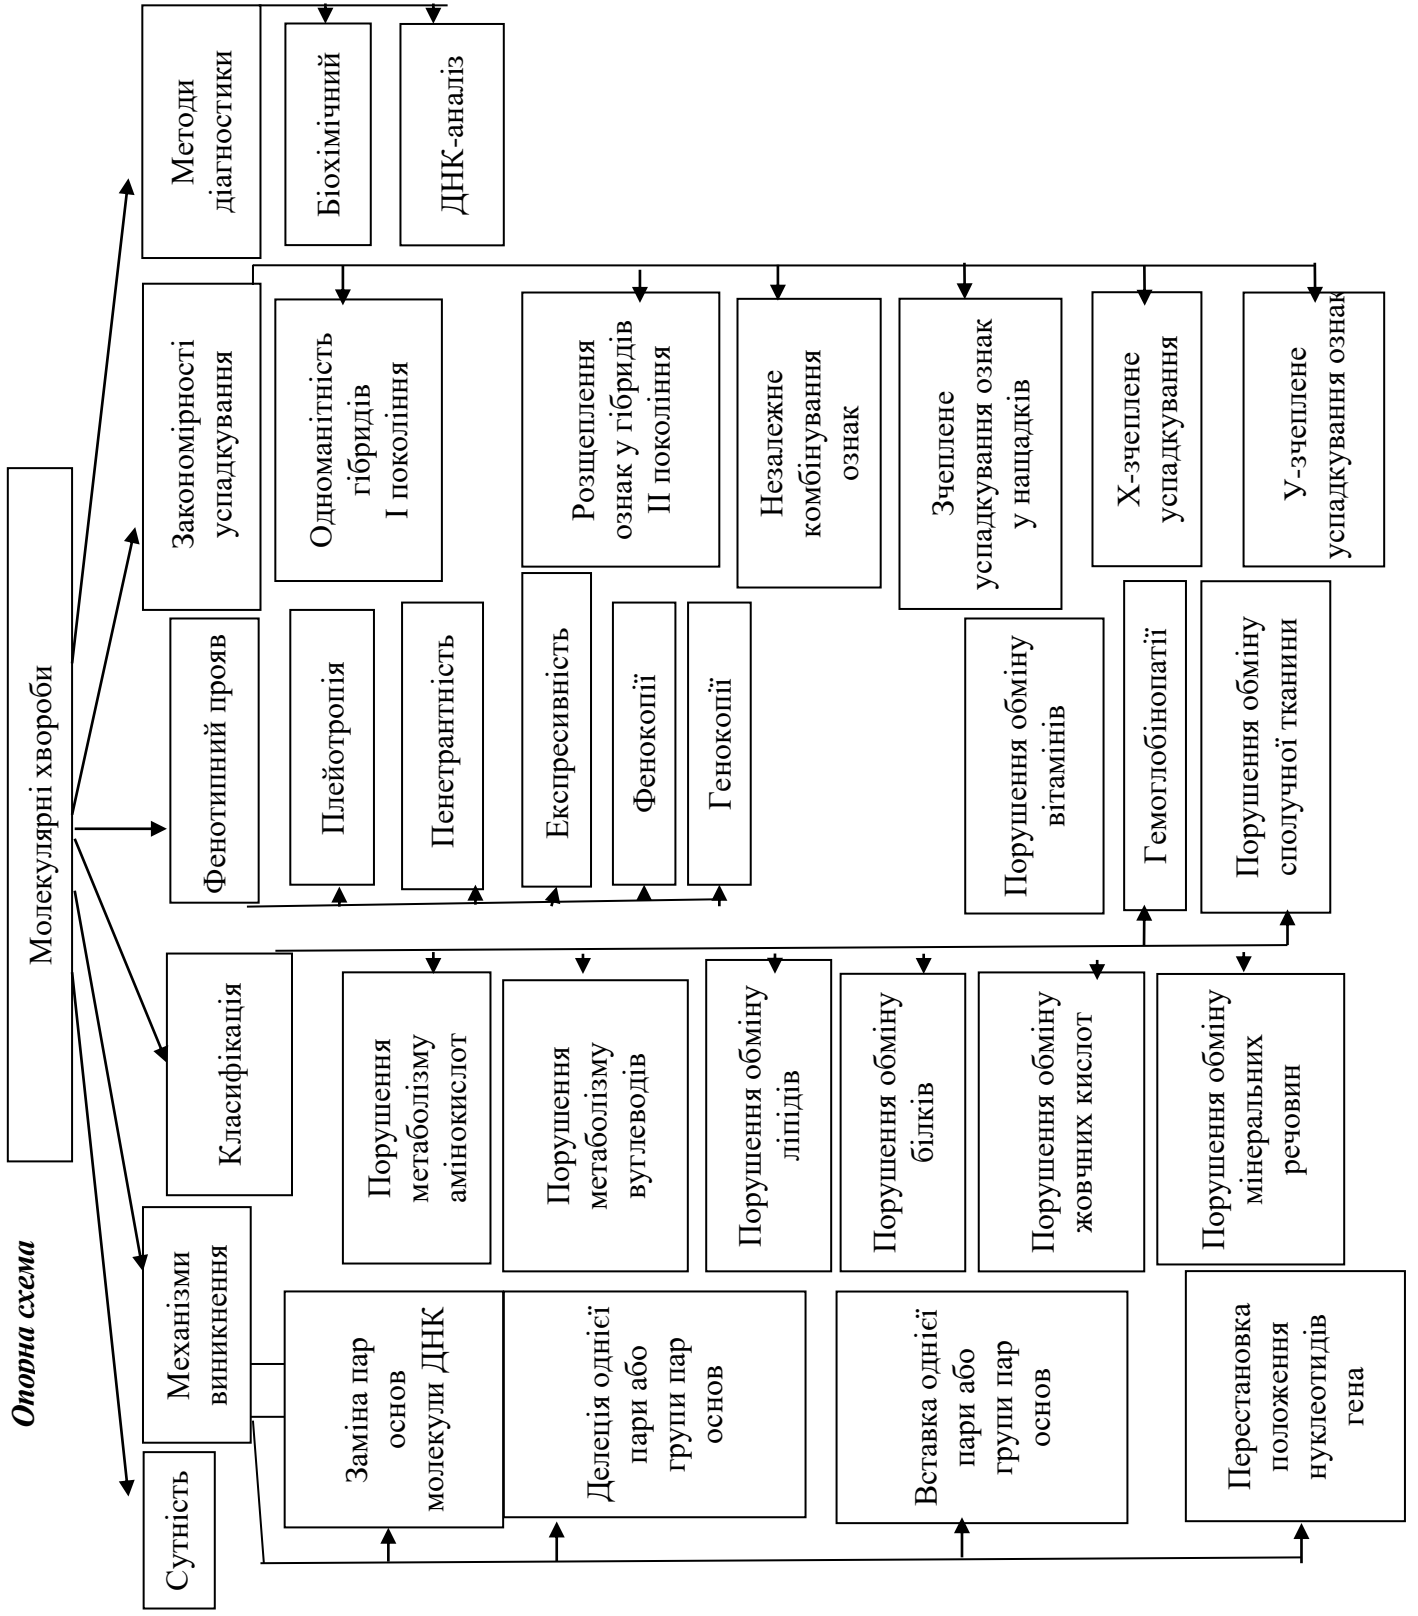 Опорна схема
Молекулярні хвороби
Сутність
Механізми
виникнення
Заміна пар
основ
молекули ДНК
Делеція однієї
пари або
групи пар
основ
Вставка однієї
пари або
групи пар
основ
Перестановка
положення
нуклеотидів
гена
Класифікація
Порушення
метаболізму
амінокислот
Порушення
метаболізму
вуглеводів
Порушення обміну
ліпідів
Порушення обміну
білків
Порушення обміну
жовчних кислот
Порушення обміну
мінеральних
речовин
Порушення обміну
вітамінів
Гемоглобінопатії
Порушення обміну
сполучної тканини
Фенотипний прояв
Плейотропія
Пенетрантність
Експресивність
Фенокопії
Генокопії
Закономірності
успадкування
Одноманітність
гібридів
І покоління
Розщеплення
ознак у гібридів
ІІ покоління
Незалежне
комбінування
ознак
Зчеплене
успадкування ознак
у нащадків
Х-зчеплене
успадкування
У-зчеплене
успадкування ознак
Методи
діагностики
Біохімічний
ДНК-аналіз